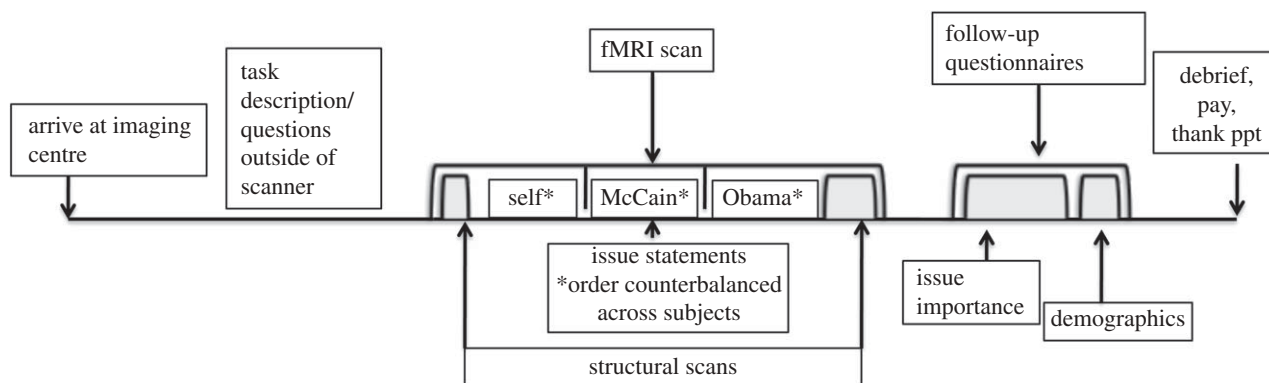 arrive at imaging
centre
task
description/
questions
outside of
scanner
fMRI scan
self*
McCain*
Obama*
issue statements
*order counterbalanced
across subjects
structural scans
follow-up
questionnaires
issue
importance
demographics
debrief,
pay,
thank ppt